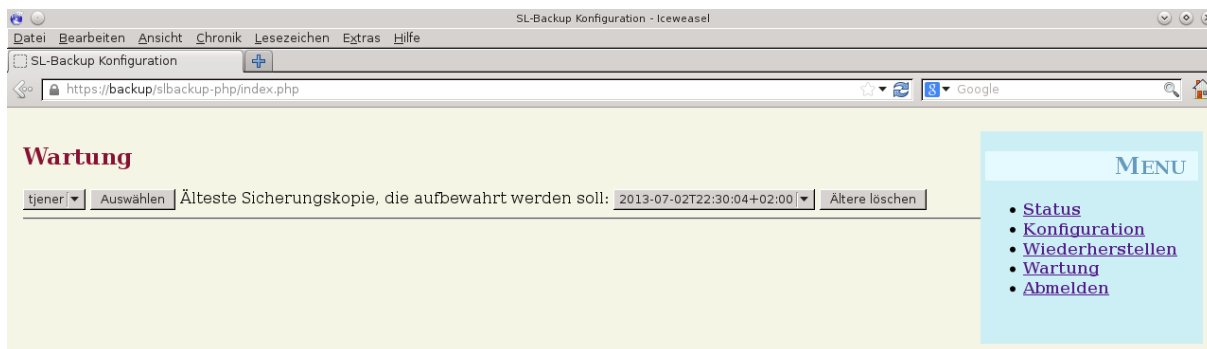 SL-Backup Konfiguration - Iceweasel
Datei Bearbeiten Ansicht Chronik Lesezeichen Extras Hilfe
SL-Backup Konfiguration
https://backup/slbackup-php/index.php
8 Google
Wartung
tjener Auswählen Älteste Sicherungskopie, die aufbewahrt werden soll: 2013-07-02T22:30:04+02:00 Ältere löschen
MENU
• Status
• Konfiguration
• Wiederherstellen
• Wartung
• Abmelden